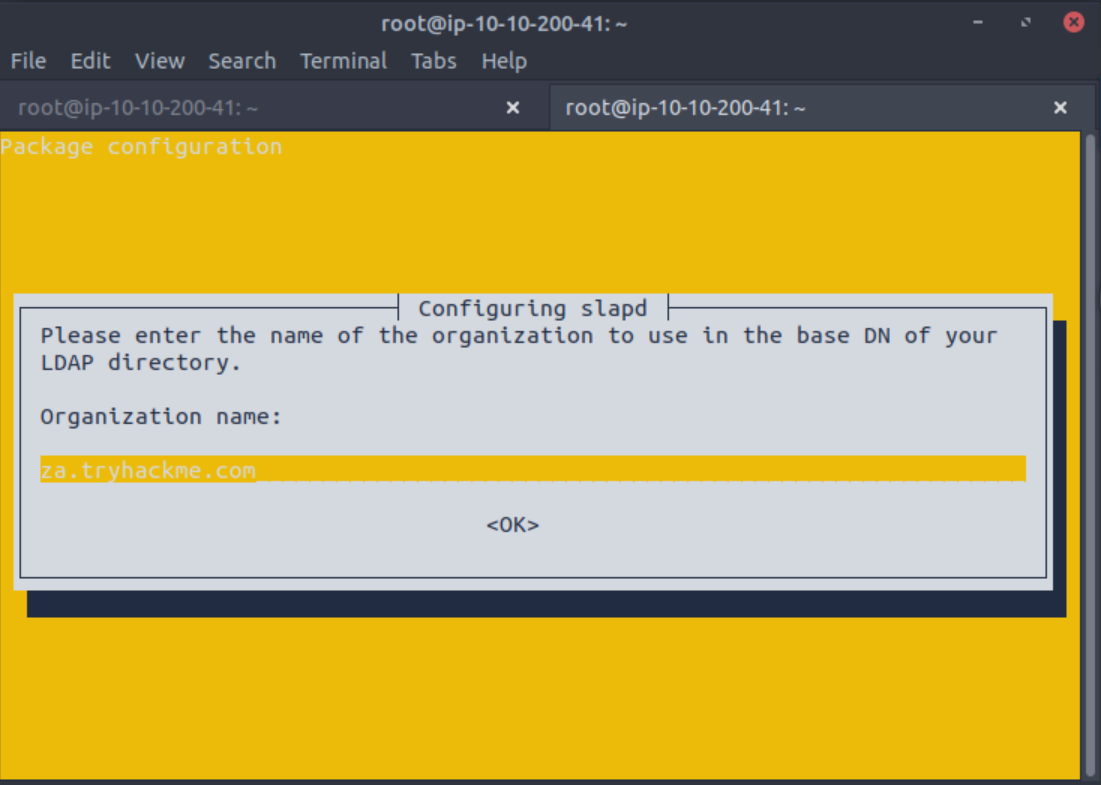 root@ip-10-10-200-41: ~
File Edit View Search Terminal Tabs Help
root@ip-10-10-200-41: ~ × root@ip-10-10-200-41: ~ ×
Package configuration
Configuring slapd
Please enter the name of the organization to use in the base DN of your
LDAP directory.
Organization name:
za.tryhackme.com
<OK>